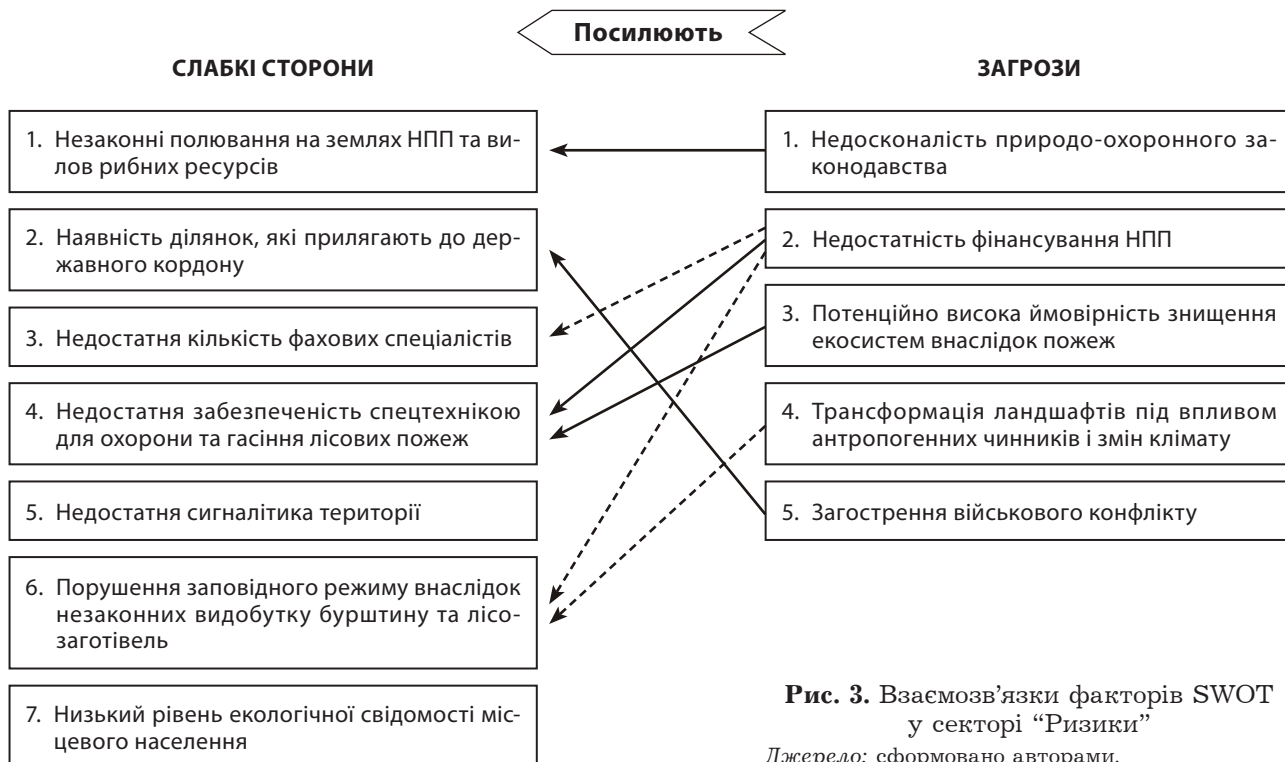 Посилюють
СЛАБКІ СТОРОНИ
1. Незаконні полювання на землях НПП та ви-
лов рибних ресурсів
2. Наявність ділянок, які прилягають до дер-
жавного кордону
3. Недостатня кількість фахових спеціалістів
4. Недостатня забезпеченість спецтехнікою
для охорони та гасіння лісових пожеж
5. Недостатня сигналітика території
6. Порушення заповідного режиму внаслідок
незаконних видобутку бурштину та лісо-
заготівель
7. Низький рівень екологічної свідомості міс-
цевого населення
ЗАГРОЗИ
1. Недосконалість природо-охоронного за-
конодавства
2. Недостатність фінансування НПП
3. Потенційно висока ймовірність знищення
екосистем внаслідок пожеж
4. Трансформація ландшафтів під впливом
антропогенних чинників і змін клімату
5. Загострення військового конфлікту
Рис. 3. Взаємозв'язки факторів SWOT
у секторі “Ризики”
Джерело: сформовано авторами.